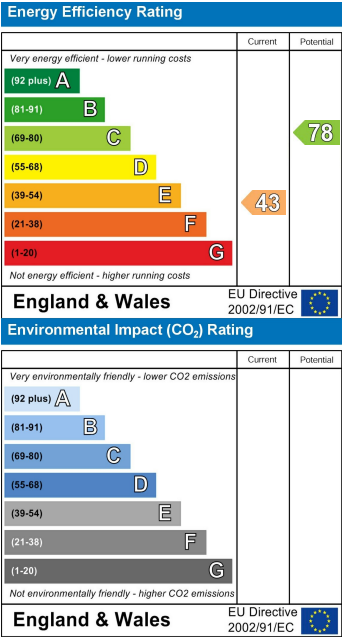 Energy Efficiency Rating
Current Potential
Very energy efficient - lower running costs
(92 plus) A
(81-91) B
(69-80) C
78
(55-68) D
(39-54) E
43
(21-38) F
(1-20) G
Not energy efficient - higher running costs
England & Wales
EU Directive
2002/91/EC
Environmental Impact (CO₂) Rating
Current Potential
Very environmentally friendly - lower CO2 emissions
(92 plus) A
(81-91) B
(69-80) C
(55-68) D
(39-54) E
(21-38) F
(1-20) G
Not environmentally friendly - higher CO2 emissions
England & Wales
EU Directive
2002/91/EC